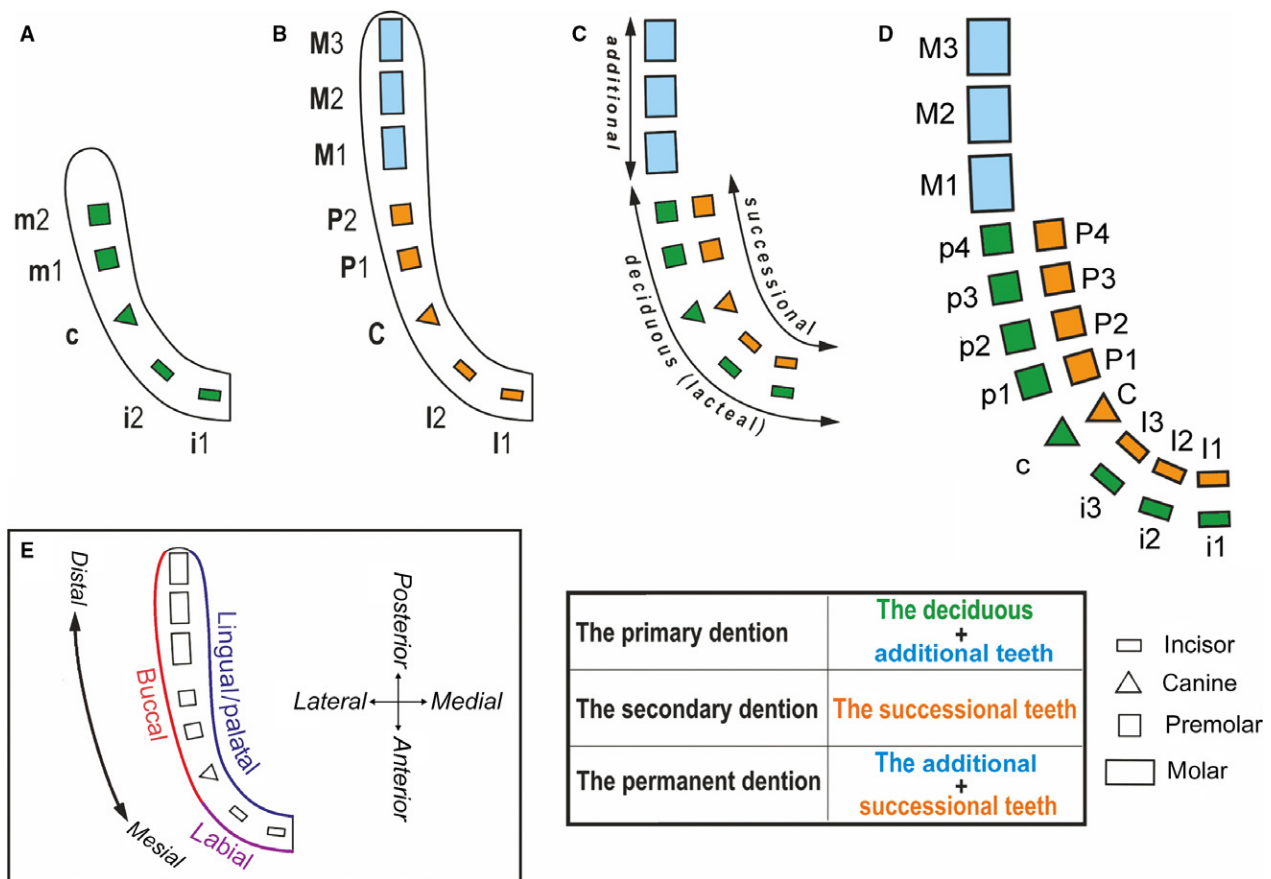 A
m2
m1
c
i2
i1
B
M3
M2
M1
P2
P1
C
I2
I1
C
additional
successional
deciduous (lacteal)
D
M3
M2
M1
p4
P4
p3
P3
p2
P2
p1
P1
C
c
I3
I2
I1
i3
i2
i1
E
Distal
Mesial
Buccal
Lingual/palatal
Labial
Posterior
Lateral
Medial
Anterior
The primary dention
The deciduous
+
additional teeth
The secondary dention
The successional teeth
The permanent dention
The additional
+
successional teeth
Incisor
Canine
Premolar
Molar